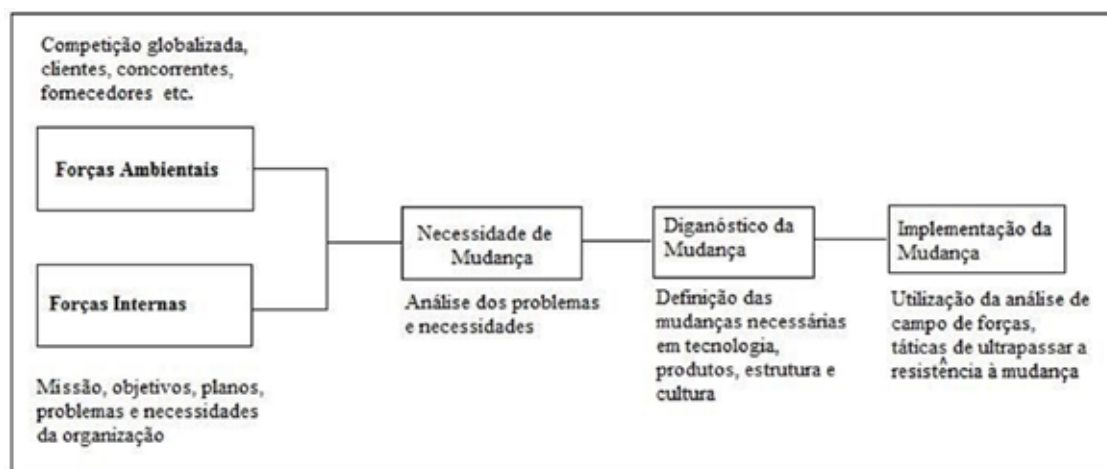 Competição globalizada,
clientes, concorrentes,
fornecedores etc.
Forças Ambientais
Forças Internas
Missão, objetivos, planos,
problemas e necessidades
da organização
Necessidade de
Mudança
Análise dos problemas
e necessidades
Diganóstico da
Mudança
Definição das
mudanças necessárias
em tecnologia,
produtos, estrutura e
cultura
Implementação da
Mudança
Utilização da análise de
campo de forças,
táticas de ultrapassar a
resistência à mudança